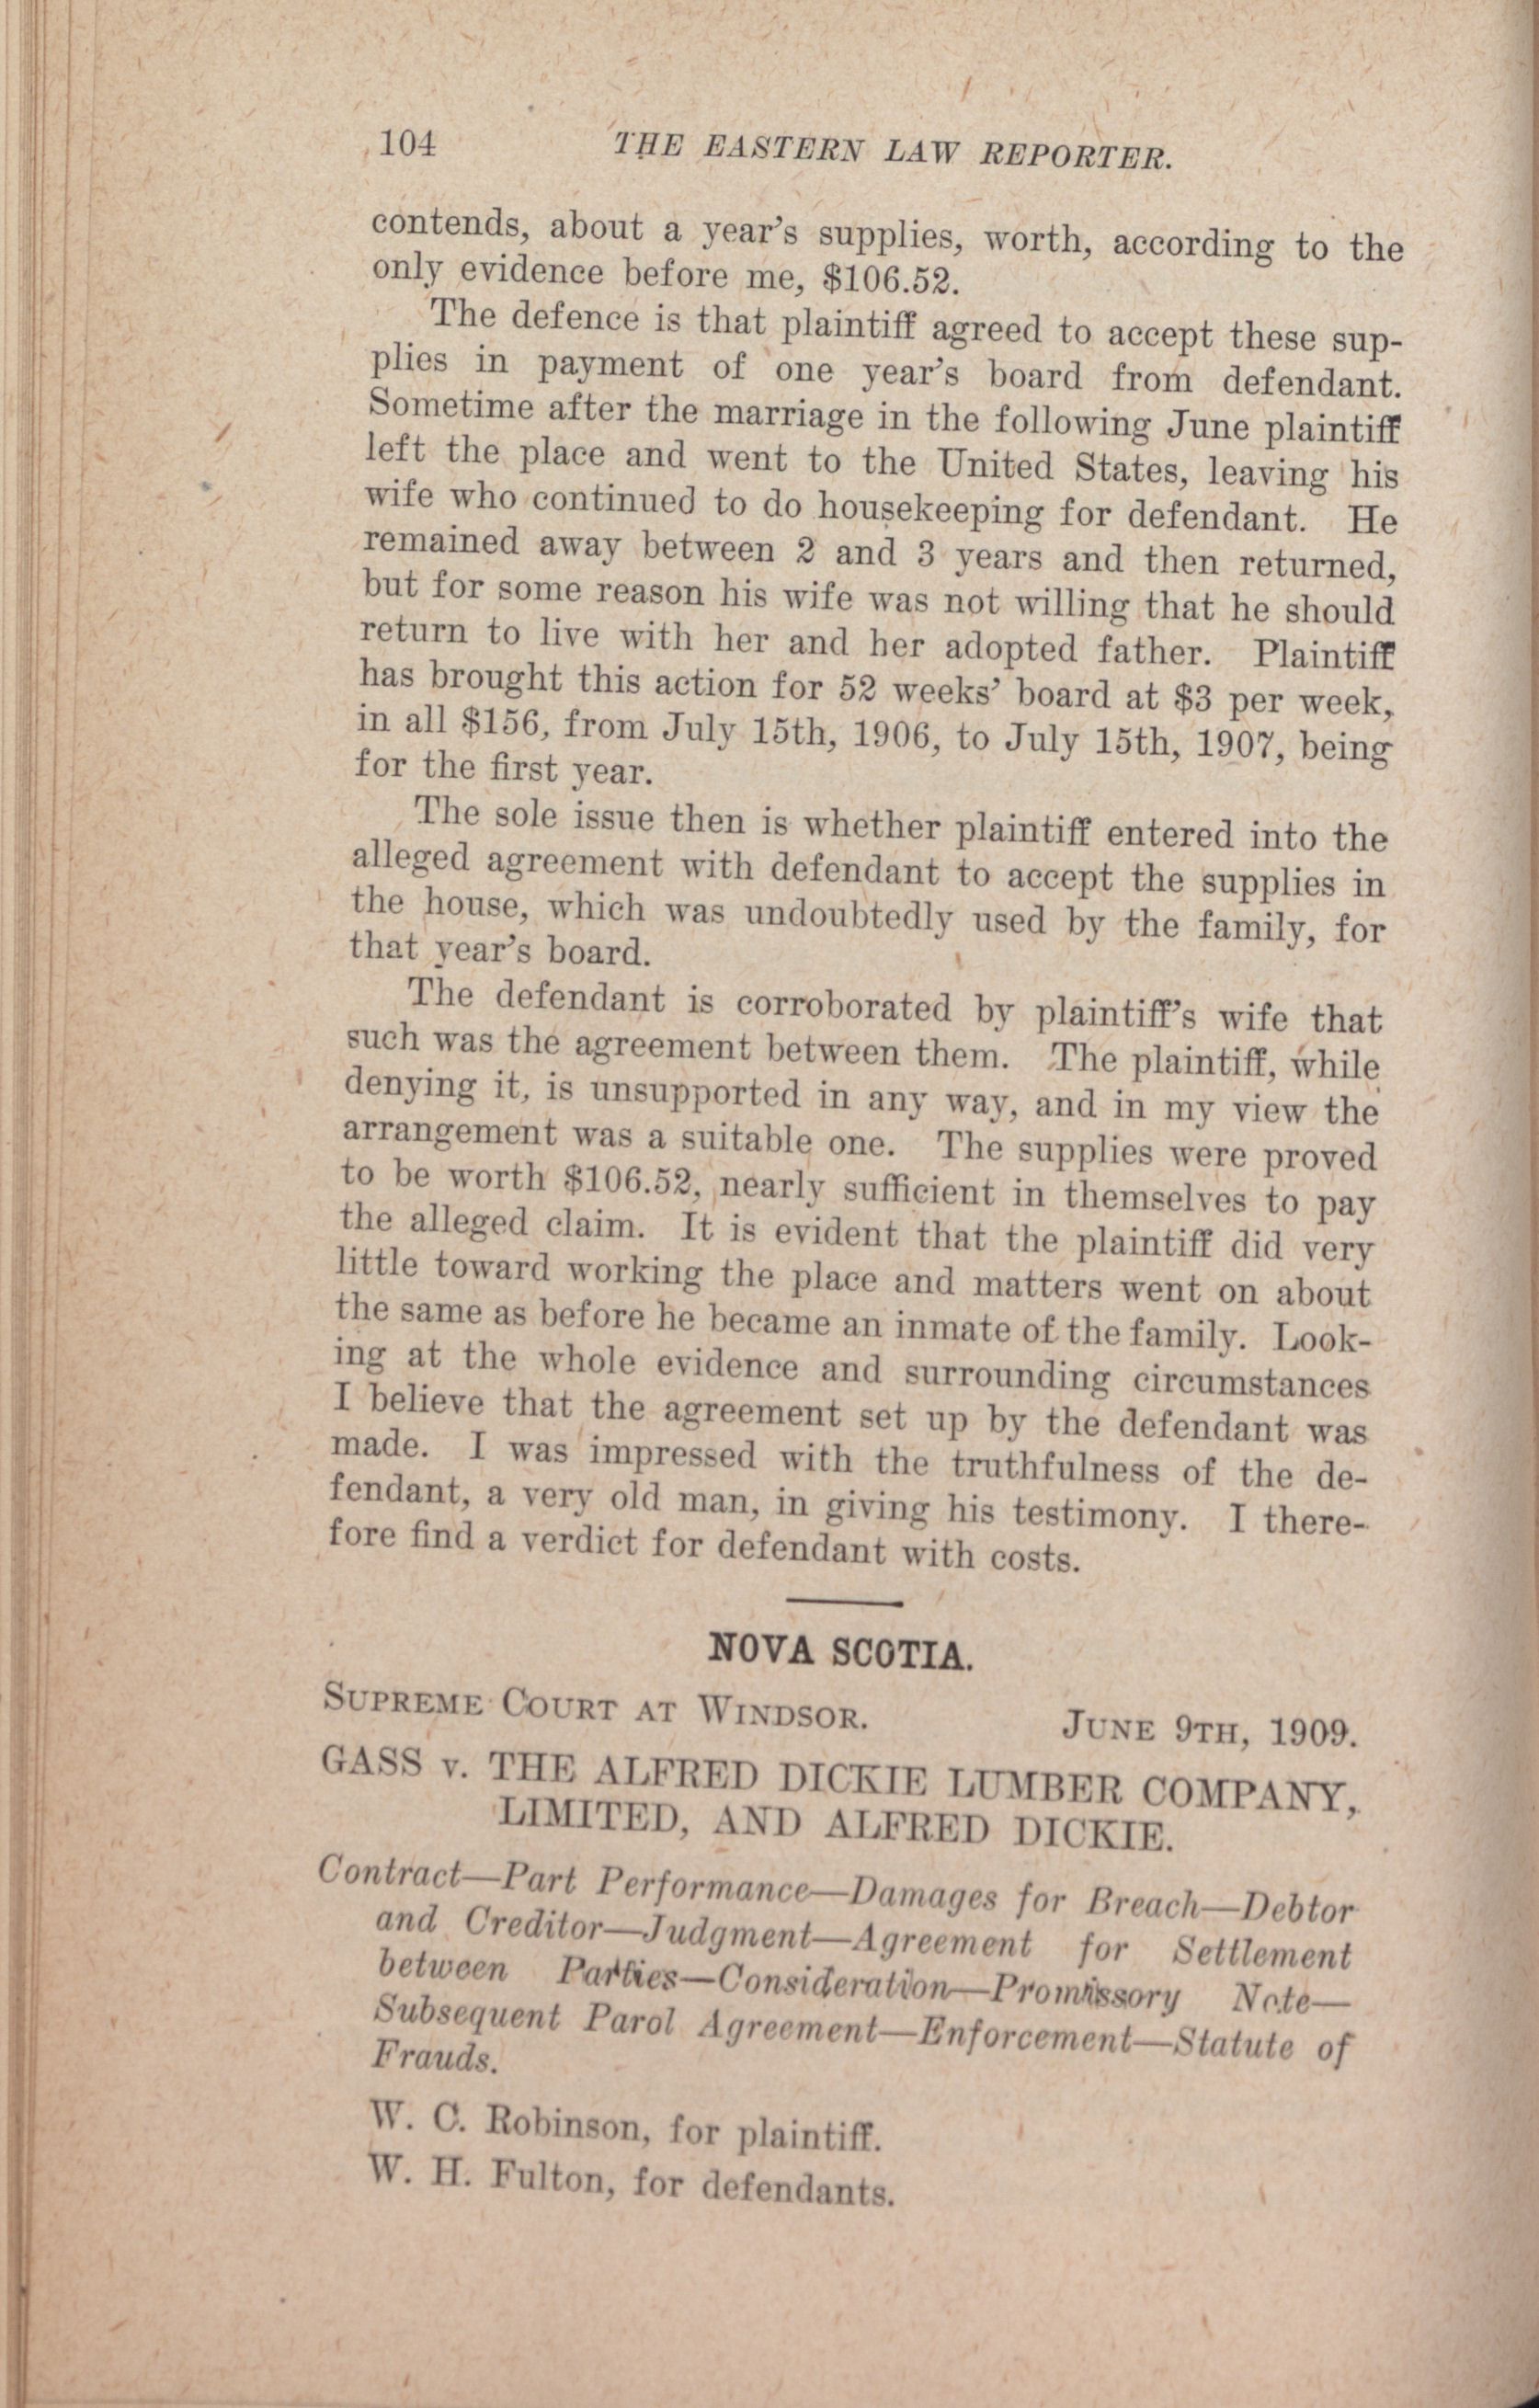 104 THE EASTERN LAW REPORTER.
contends, about a year's supplies, worth, according to the
only evidence before me, $106.52.
The defence is that plaintiff agreed to accept these sup-
plies in payment of one year's board from defendant.
Sometime after the marriage in the following June plaintiff
left the place and went to the United States, leaving his
wife who continued to do housekeeping for defendant. He
remained away between 2 and 3 years and then returned,
but for some reason his wife was not willing that he should
return to live with her and her adopted father. Plaintiff
has brought this action for 52 weeks' board at $3 per week,
in all $156, from July 15th, 1906, to July 15th, 1907, being
for the first year.
The sole issue then is whether plaintiff entered into the
alleged agreement with defendant to accept the supplies in
the house, which was undoubtedly used by the family, for
that year's board.
The defendant is corroborated by plaintiff's wife that
such was the agreement between them. The plaintiff, while
denying it, is unsupported in any way, and in my view the
arrangement was a suitable one. The supplies were proved
to be worth $106.52, nearly sufficient in themselves to pay
the alleged claim. It is evident that the plaintiff did very
little toward working the place and matters went on about
the same as before he became an inmate of the family. Look-
ing at the whole evidence and surrounding circumstances
I believe that the agreement set up by the defendant was
made. I was impressed with the truthfulness of the de-
fendant, a very old man, in giving his testimony. I there-
fore find a verdict for defendant with costs.
NOVA SCOTIA.
SUPREME COURT AT WINDSOR. JUNE 9TH, 1909.
GASS v. THE ALFRED DICKIE LUMBER COMPANY,
LIMITED, AND ALFRED DICKIE.
Contract—Part Performance—Damages for Breach—Debtor
and Creditor—Judgment—Agreement for Settlement
between Parties—Consideration—Promissory Note—
Subsequent Parol Agreement—Enforcement—Statute of
Frauds.
W. C. Robinson, for plaintiff.
W. H. Fulton, for defendants.